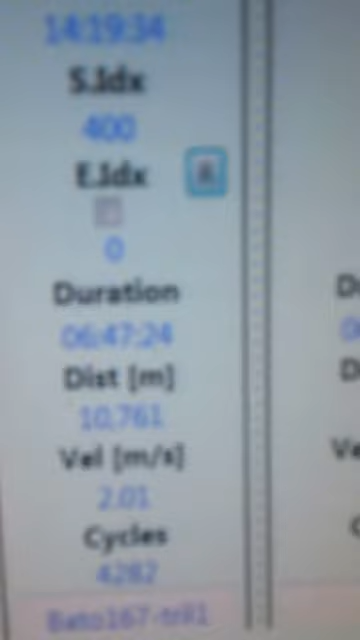 14:19:34
S.Idx
400
E.Idx R
0
Duration
06:47:24
Dist [m]
10,761
Vel [m/s]
2.01
Cycles
4282